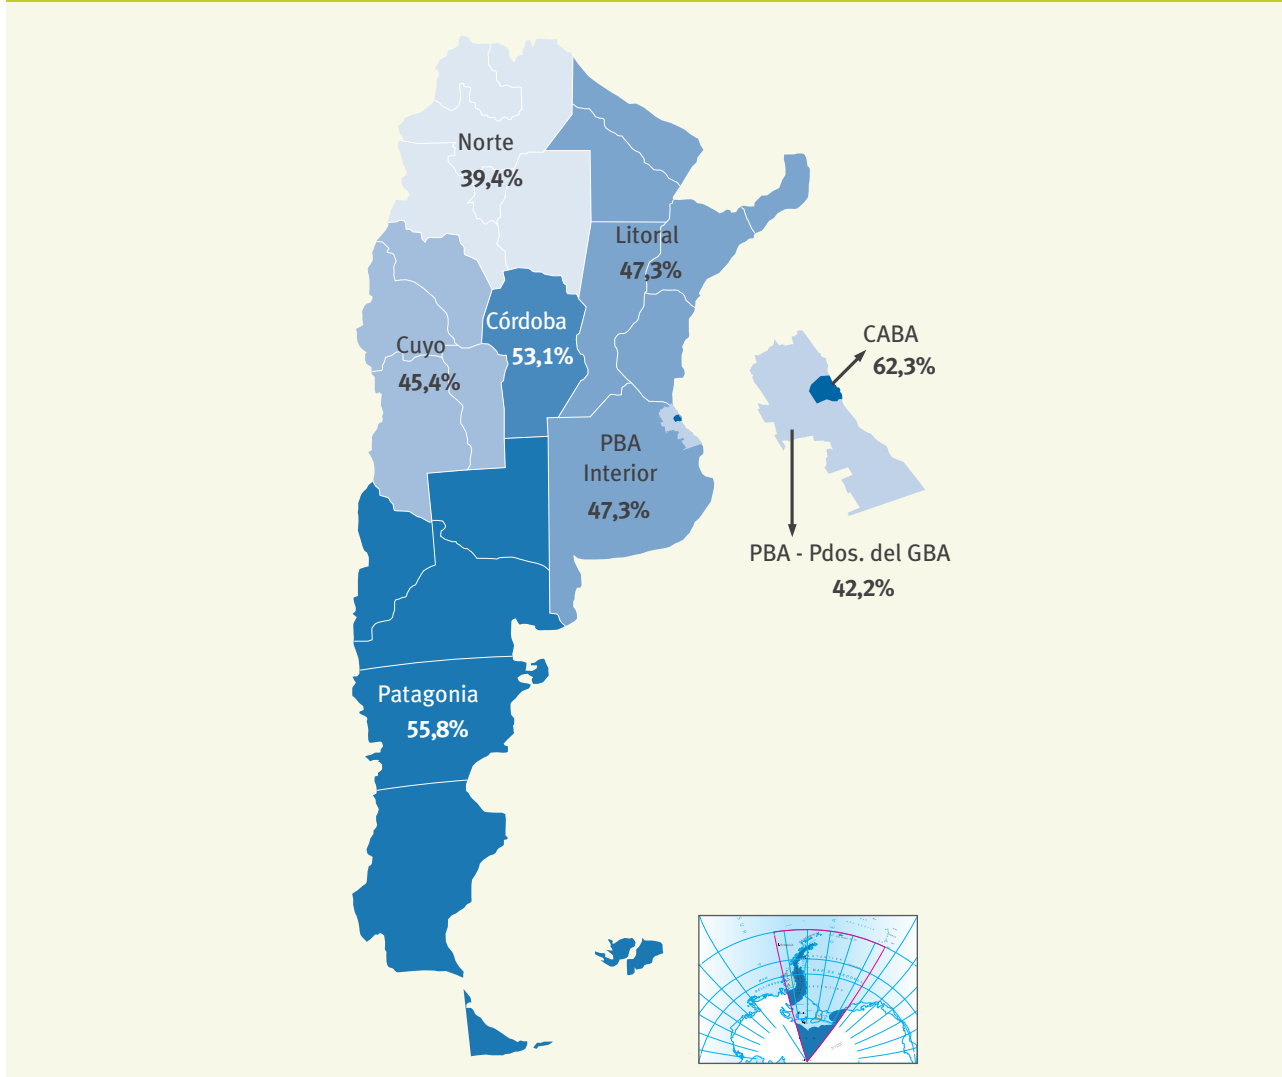 Norte
39,4%
Litoral
47,3%
Córdoba
53,1%
Cuyo
45,4%
CABA
62,3%
PBA
Interior
47,3%
PBA - Pdos. del GBA
42,2%
Patagonia
55,8%